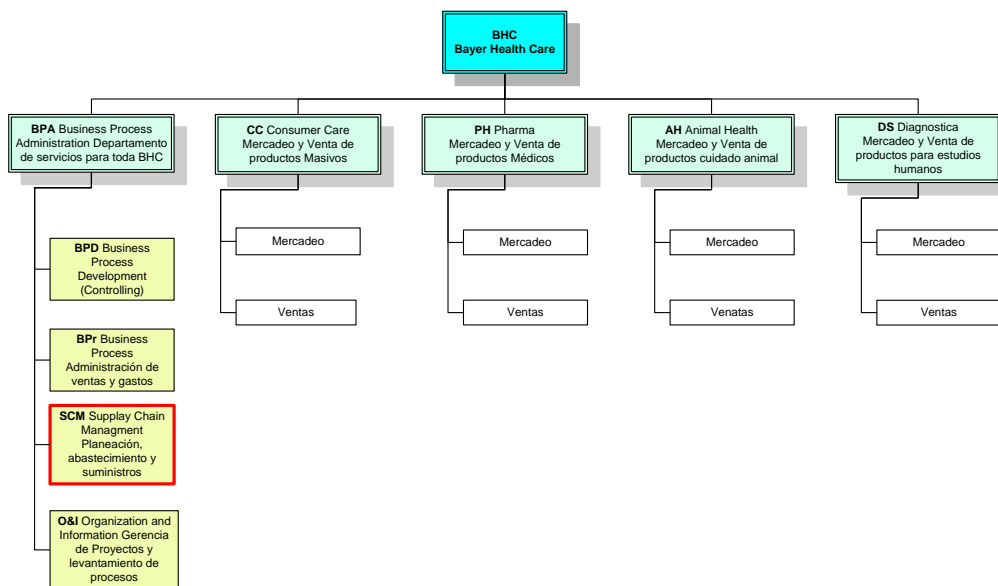 BHC
Bayer Health Care
BPA Business Process
Administration Departamento
de servicios para toda BHC
CC Consumer Care
Mercadeo y Venta de
productos Masivos
PH Pharma
Mercadeo y Venta de
productos Médicos
AH Animal Health
Mercadeo y Venta de
productos cuidado animal
DS Diagnostica
Mercadeo y Venta de
productos para estudios
humanos
BPD Business
Process
Development
(Controlling)
BPr Business
Process
Administración de
ventas y gastos
SCM Supplay Chain
Managment
Planeación,
abastecimiento y
suministros
O&I Organization and
Information Gerencia
de Proyectos y
levantamiento de
procesos
Mercadeo
Ventas
Mercadeo
Ventas
Mercadeo
Venatas
Mercadeo
Ventas